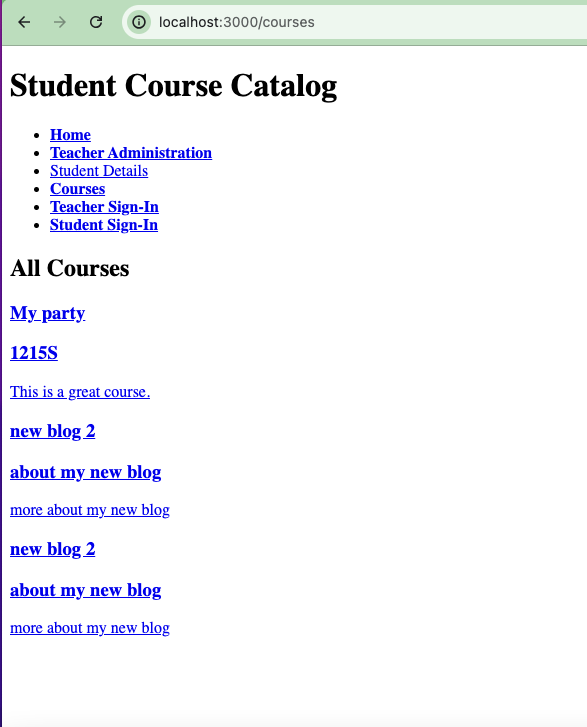 localhost:3000/courses
Student Course Catalog
Home
Teacher Administration
Student Details
Courses
Teacher Sign-In
Student Sign-In
All Courses
My party
1215S
This is a great course.
new blog 2
about my new blog
more about my new blog
new blog 2
about my new blog
more about my new blog